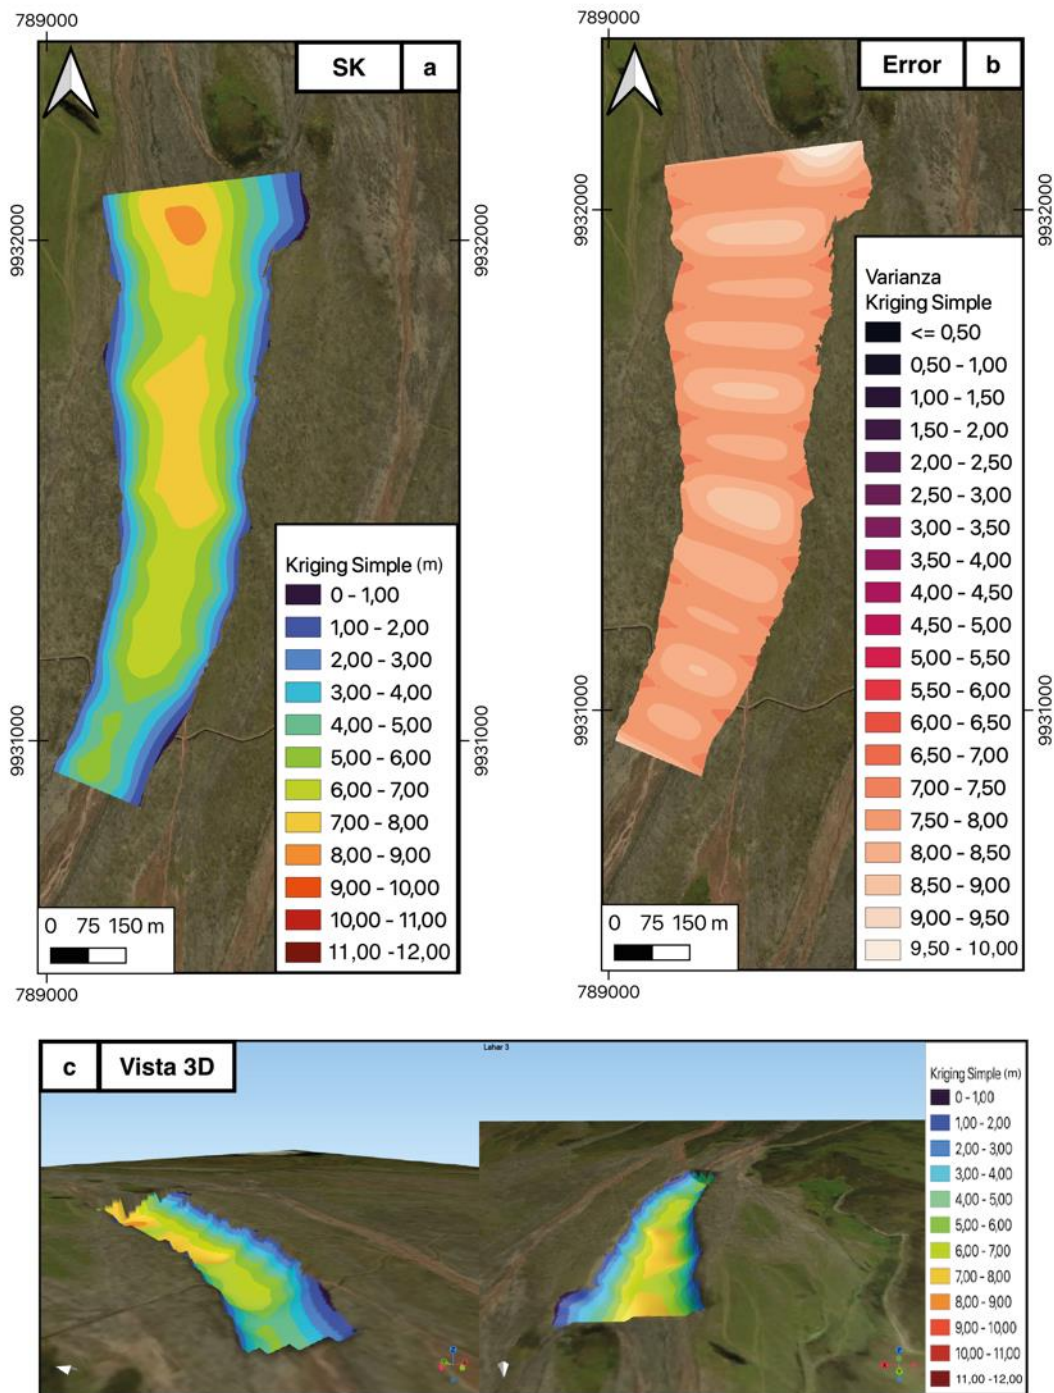 789000
SK a
9932000
9932000
Kriging Simple (m)
0 - 1,00
1,00 - 2,00
2,00 - 3,00
3,00 - 4,00
4,00 - 5,00
5,00 - 6,00
6,00 - 7,00
7,00 - 8,00
8,00 - 9,00
9,00 - 10,00
10,00 - 11,00
11,00 -12,00
9931000
9931000
0 75 150 m
789000
789000
Error b
9932000
9932000
Varianza
Kriging Simple
<= 0,50
0,50 - 1,00
1,00 - 1,50
1,50 - 2,00
2,00 - 2,50
2,50 - 3,00
3,00 - 3,50
3,50 - 4,00
4,00 - 4,50
4,50 - 5,00
5,00 - 5,50
5,50 - 6,00
6,00 - 6,50
6,50 - 7,00
7,00 - 7,50
7,50 - 8,00
8,00 - 8,50
8,50 - 9,00
9,00 - 9,50
9,50 - 10,00
9931000
9931000
0 75 150 m
789000
c Vista 3D
Lahar 3
Kriging Simple (m)
0 - 1,00
1,00 - 2,00
2,00 - 3,00
3,00 - 4,00
4,00 - 5,00
5,00 - 6,00
6,00 - 7,00
7,00 - 8,00
8,00 - 9,00
9,00 - 10,00
10,00 - 11,00
11,00 -12,00